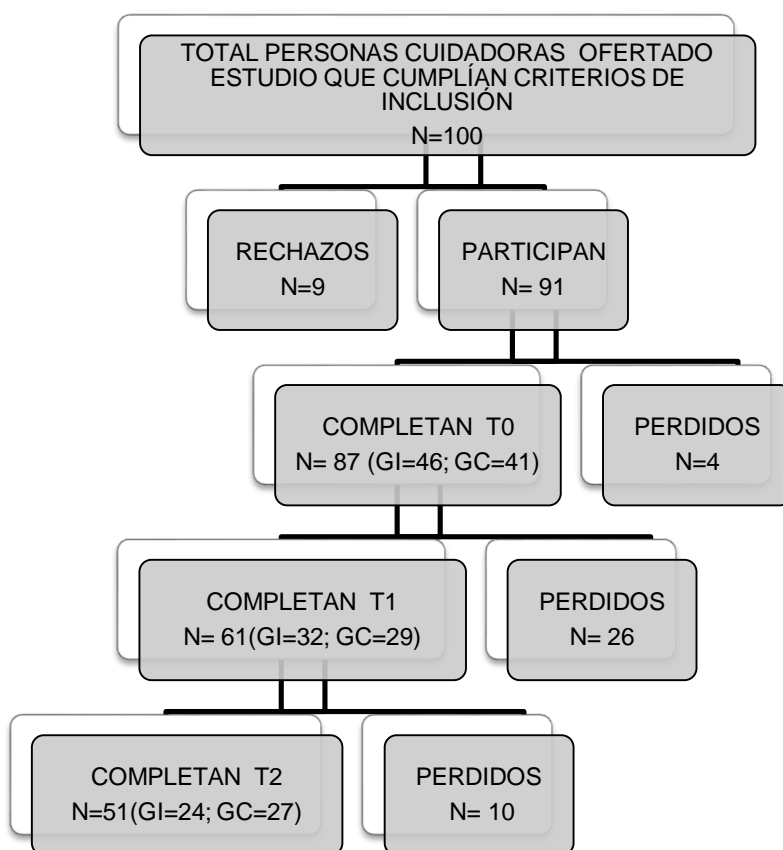 TOTAL PERSONAS CUIDADORAS OFERTADO
ESTUDIO QUE CUMPLÍAN CRITERIOS DE
INCLUSIÓN
N=100
RECHAZOS
N=9
PARTICIPAN
N= 91
COMPLETAN T0
N= 87 (GI=46; GC=41)
PERDIDOS
N=4
COMPLETAN T1
N= 61(GI=32; GC=29)
PERDIDOS
N= 26
COMPLETAN T2
N=51(GI=24; GC=27)
PERDIDOS
N= 10